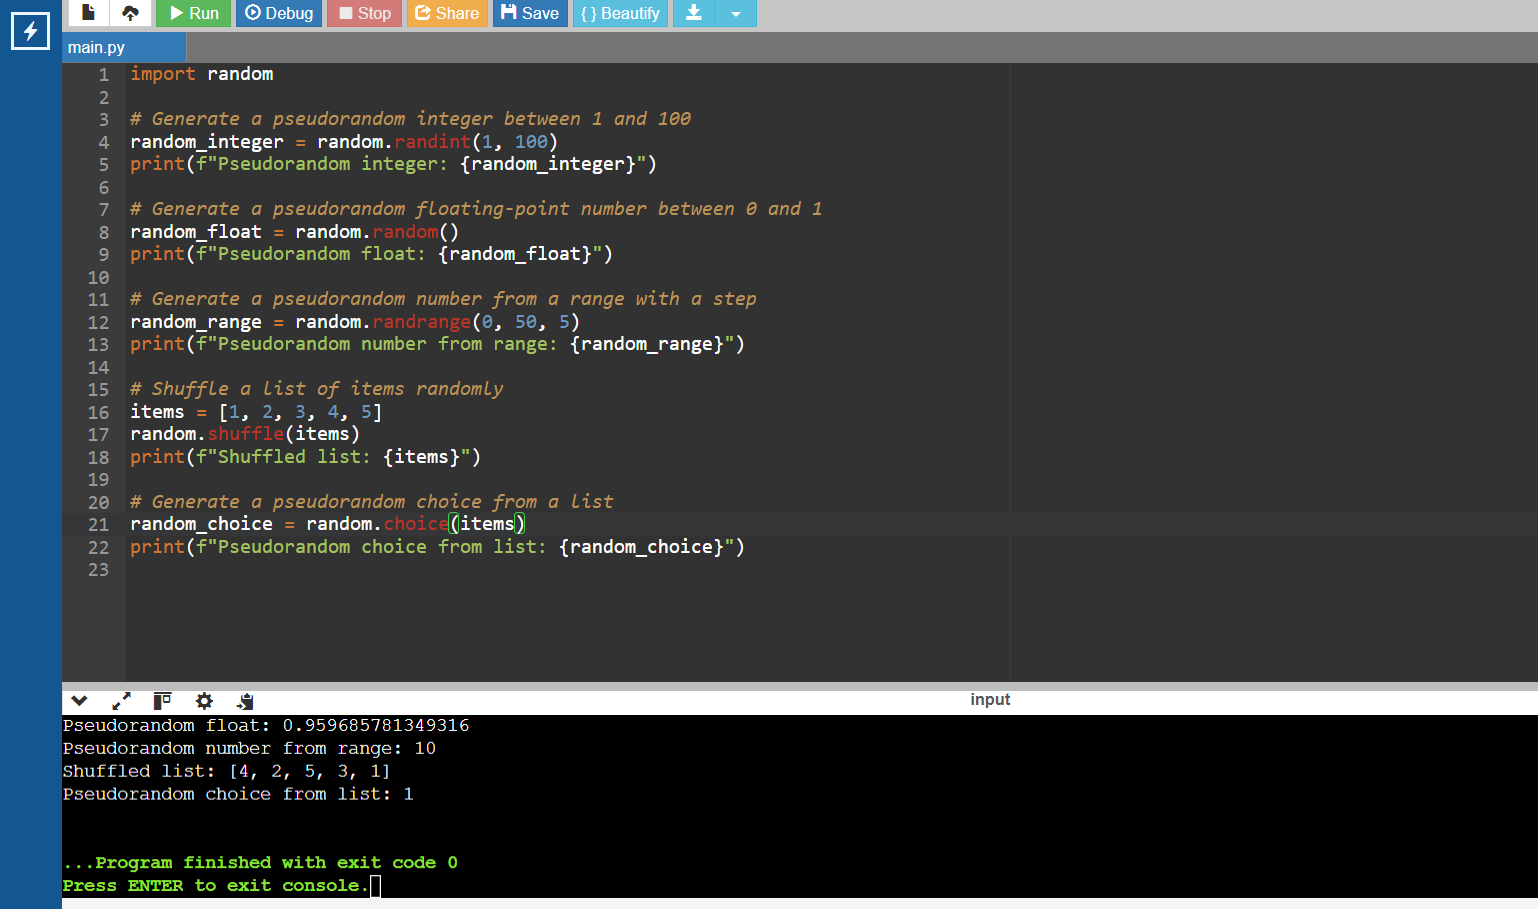 Run Debug Stop Share Save { } Beautify
main.py
1 import random
2
3 # Generate a pseudorandom integer between 1 and 100
4 random_integer = random.randint(1, 100)
5 print(f"Pseudorandom integer: {random_integer}")
6
7 # Generate a pseudorandom floating-point number between 0 and 1
8 random_float = random.random()
9 print(f"Pseudorandom float: {random_float}")
10
11 # Generate a pseudorandom number from a range with a step
12 random_range = random.randrange(0, 50, 5)
13 print(f"Pseudorandom number from range: {random_range}")
14
15 # Shuffle a list of items randomly
16 items = [1, 2, 3, 4, 5]
17 random.shuffle(items)
18 print(f"Shuffled list: {items}")
19
20 # Generate a pseudorandom choice from a list
21 random_choice = random.choice(items)
22 print(f"Pseudorandom choice from list: {random_choice}")
23
input
Pseudorandom float: 0.959685781349316
Pseudorandom number from range: 10
Shuffled list: [4, 2, 5, 3, 1]
Pseudorandom choice from list: 1
...Program finished with exit code 0
Press ENTER to exit console.